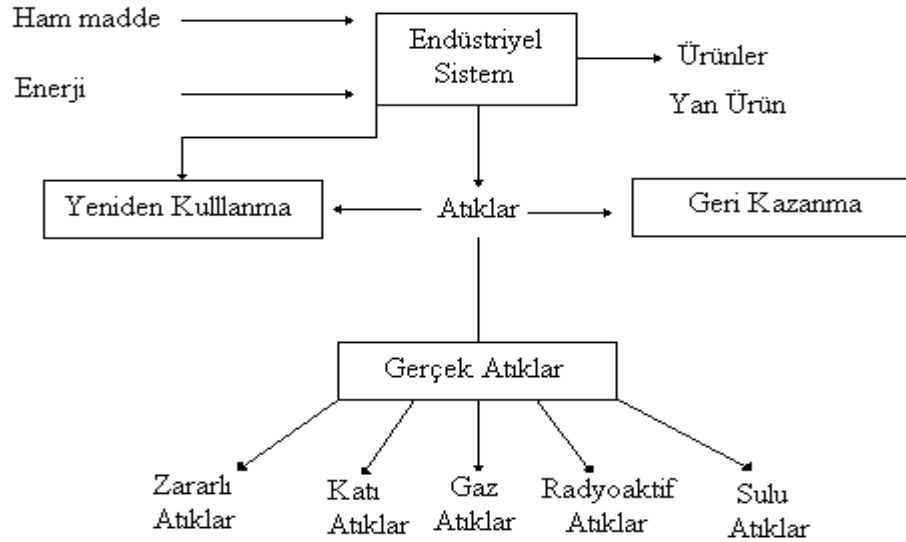 Ham madde
Endüstriyel
Sistem
Ürünler
Enerji
Yan Ürün
Yeniden Kulllanma
Atıklar
Geri Kazanma
Gerçek Atıklar
Zararlı
Atıklar
Katı
Atıklar
Gaz
Atıklar
Radyoaktif
Atıklar
Sulu
Atıklar